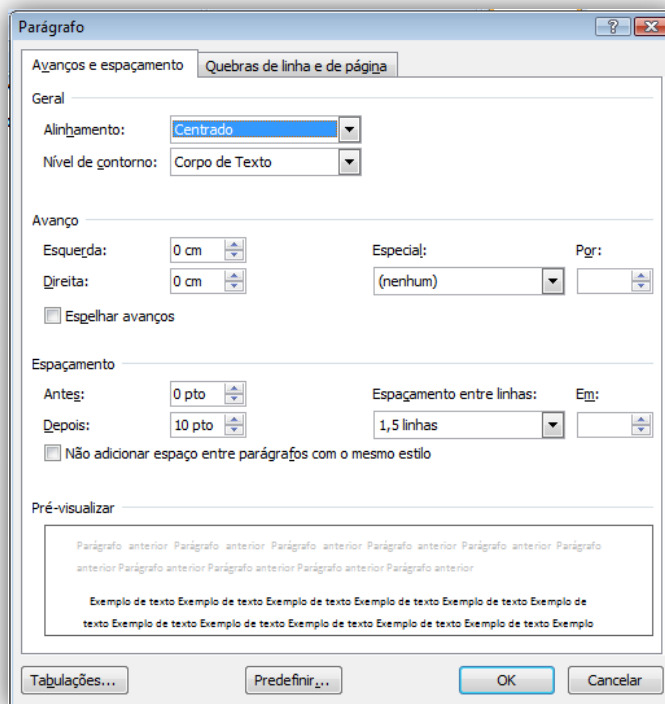 Parágrafo
Avanços e espaçamento Quebras de linha e de página
Geral
Alinhamento: Centrado
Nível de contorno: Corpo de Texto
Avanço
Esquerda: 0 cm Especial: Por:
Direita: 0 cm (nenhum)
Espelhar avanços
Espaçamento
Antes: 0 pto Espaçamento entre linhas: Em:
Depois: 10 pto 1,5 linhas
Não adicionar espaço entre parágrafos com o mesmo estilo
Pré-visualizar
Parágrafo anterior Parágrafo anterior Parágrafo anterior Parágrafo anterior Parágrafo anterior Parágrafo
anterior Parágrafo anterior Parágrafo anterior Parágrafo anterior Parágrafo anterior
Exemplo de texto Exemplo de texto Exemplo de texto Exemplo de texto Exemplo de texto Exemplo de
texto Exemplo de texto Exemplo de texto Exemplo de texto Exemplo de texto Exemplo de texto Exemplo
Tabulações... Predefinir... OK Cancelar